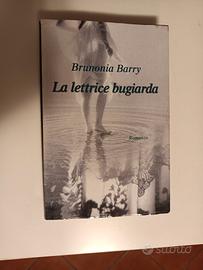 Brunonia Barry
La lettrice bugiarda
Romanzo
subito